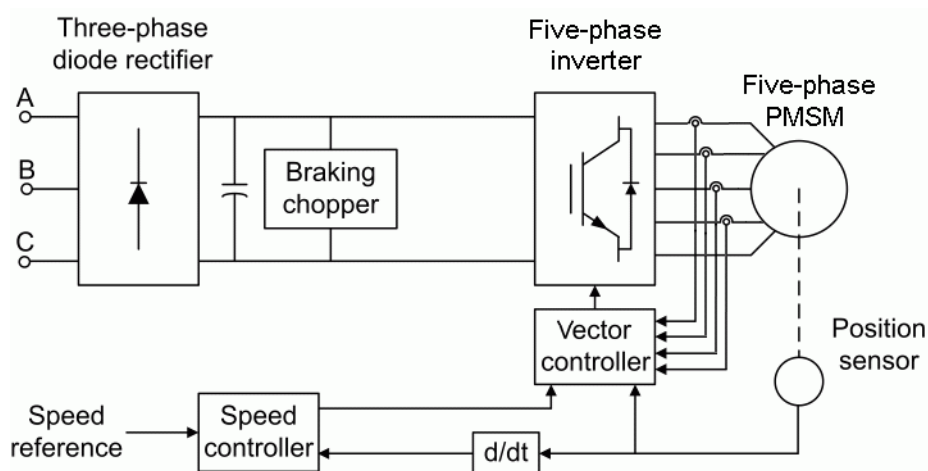 Three-phase
diode rectifier
Five-phase
inverter
Five-phase
PMSM
A
B
C
Braking
chopper
Vector
controller
Position
sensor
Speed
reference
Speed
controller
d/dt